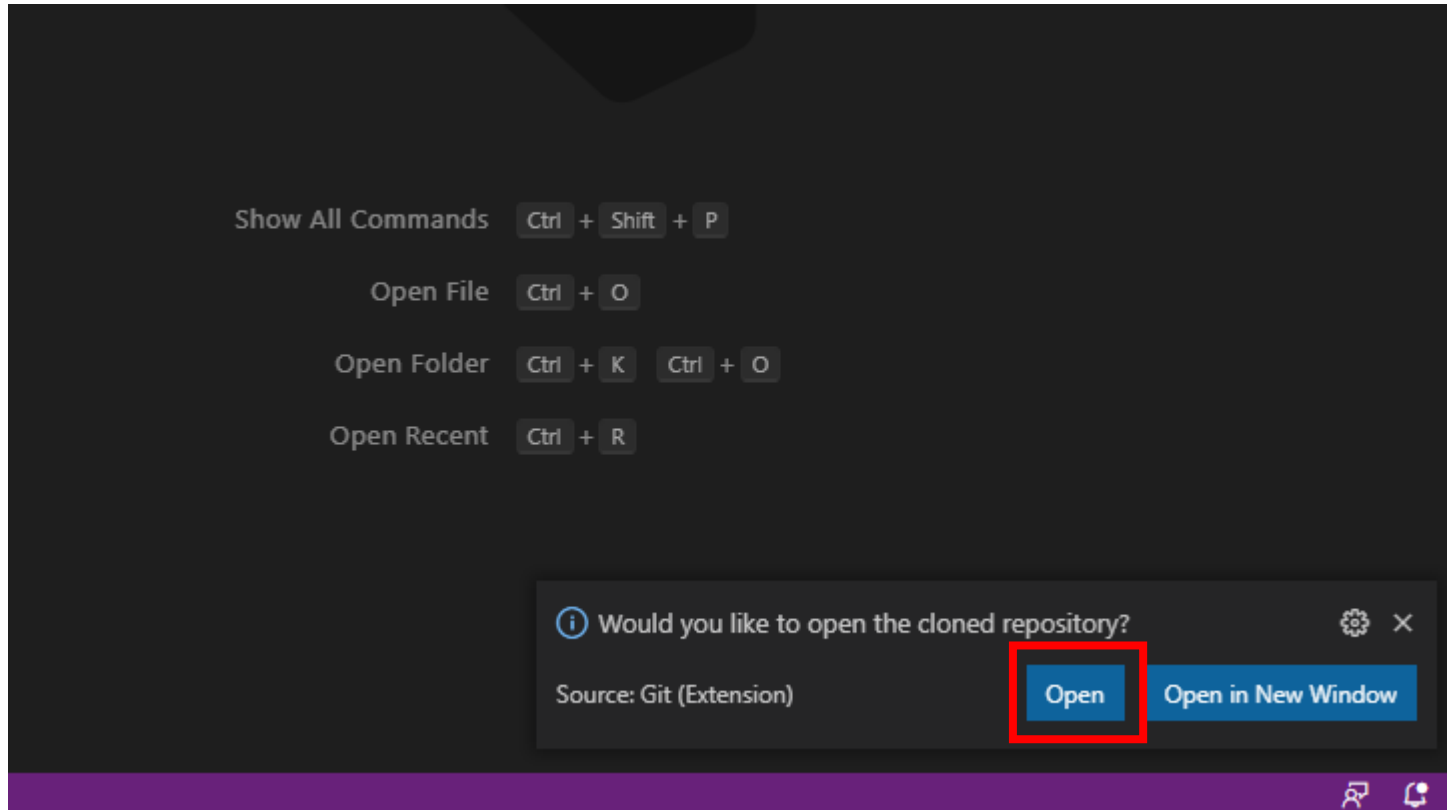 Show All Commands Ctrl + Shift + P
Open File Ctrl + O
Open Folder Ctrl + K Ctrl + O
Open Recent Ctrl + R
Would you like to open the cloned repository?
Source: Git (Extension) Open Open in New Window